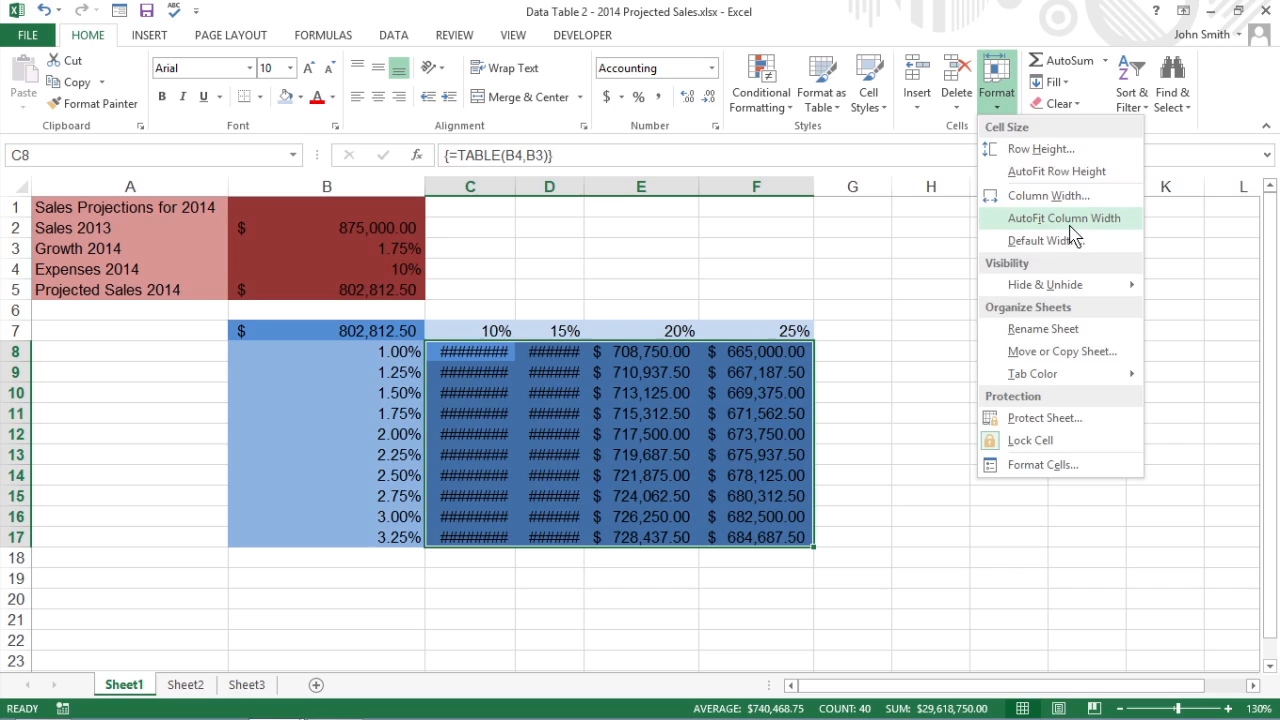 Data Table 2 - 2014 Projected Sales.xlsx - Excel
FILE HOME INSERT PAGE LAYOUT FORMULAS DATA REVIEW VIEW DEVELOPER John Smith
Paste
Cut
Copy
Format Painter
Clipboard
Arial 10
B I U
Font
Wrap Text
Merge & Center
Alignment
Accounting
$ % ,
Number
Conditional Formatting
Format as Table
Cell Styles
Styles
Insert
Delete
Format
Cells
AutoSum
Fill
Clear
Sort & Filter
Find & Select
C8 fx {=TABLE(B4,B3)}
A B C D E F G H K L
1 Sales Projections for 2014
2 Sales 2013 $ 875,000.00
3 Growth 2014 1.75%
4 Expenses 2014 10%
5 Projected Sales 2014 $ 802,812.50
6
7 $ 802,812.50 10% 15% 20% 25%
8 1.00% ######## ###### $ 708,750.00 $ 665,000.00
9 1.25% ######## ###### $ 710,937.50 $ 667,187.50
10 1.50% ######## ###### $ 713,125.00 $ 669,375.00
11 1.75% ######## ###### $ 715,312.50 $ 671,562.50
12 2.00% ######## ###### $ 717,500.00 $ 673,750.00
13 2.25% ######## ###### $ 719,687.50 $ 675,937.50
14 2.50% ######## ###### $ 721,875.00 $ 678,125.00
15 2.75% ######## ###### $ 724,062.50 $ 680,312.50
16 3.00% ######## ###### $ 726,250.00 $ 682,500.00
17 3.25% ######## ###### $ 728,437.50 $ 684,687.50
18
19
20
21
22
23
Cell Size
Row Height...
AutoFit Row Height
Column Width...
AutoFit Column Width
Default
Visibility
Hide & Unhide
Organize Sheets
Rename Sheet
Move or Copy Sheet...
Tab Color
Protection
Protect Sheet...
Lock Cell
Format Cells...
Sheet1 Sheet2 Sheet3
READY AVERAGE: $740,468.75 COUNT: 40 SUM: $29,618,750.00 130%